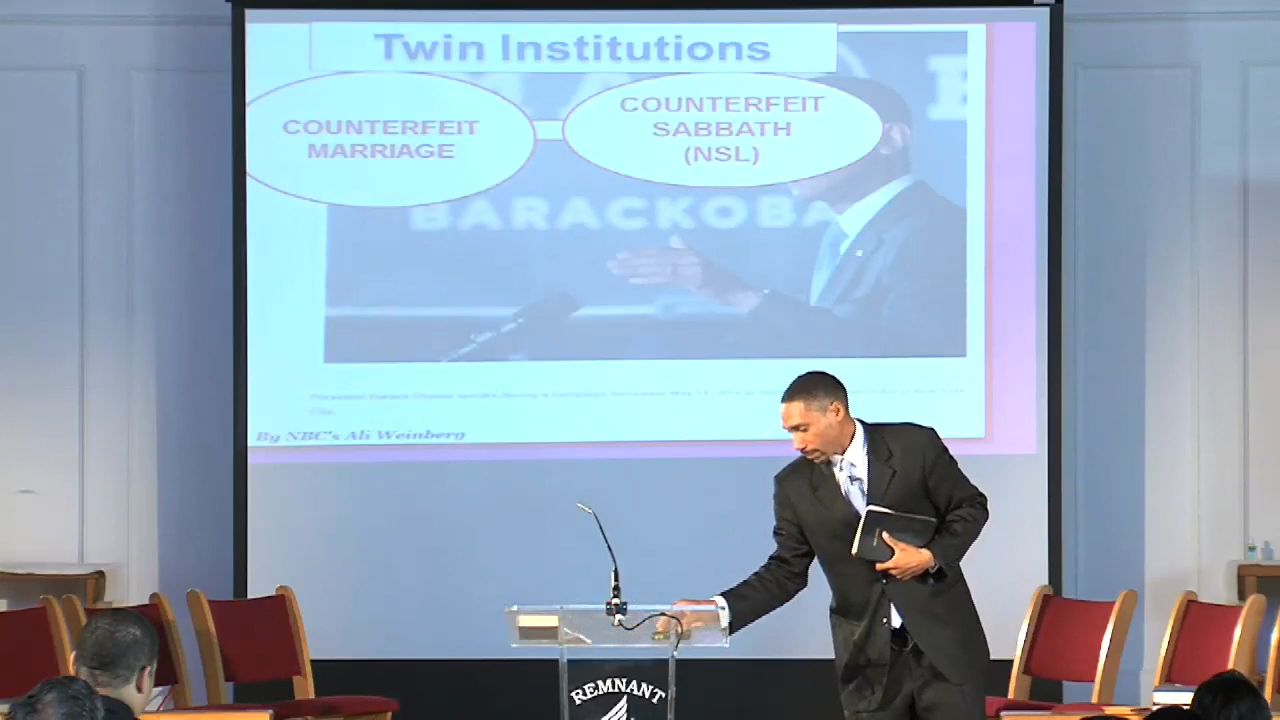 Twin Institutions
COUNTERFEIT
MARRIAGE
COUNTERFEIT
SABBATH
(NSL)
BARACKOBA
By NBC's Ali Weinberg
REMNANT